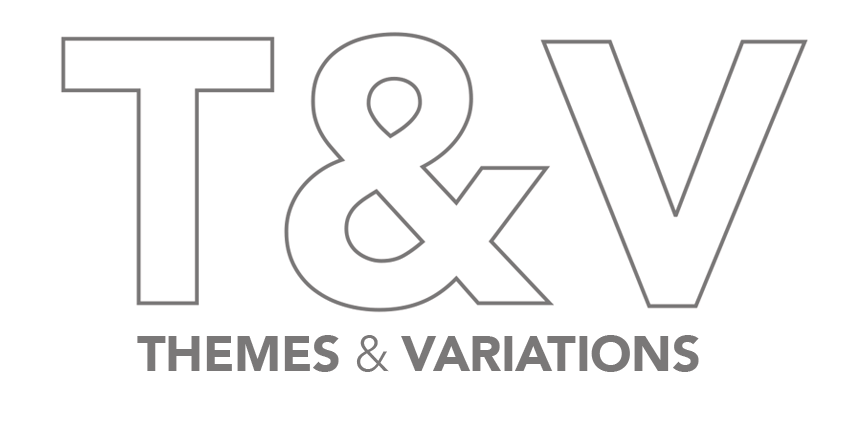 T&V
THEMES & VARIATIONS